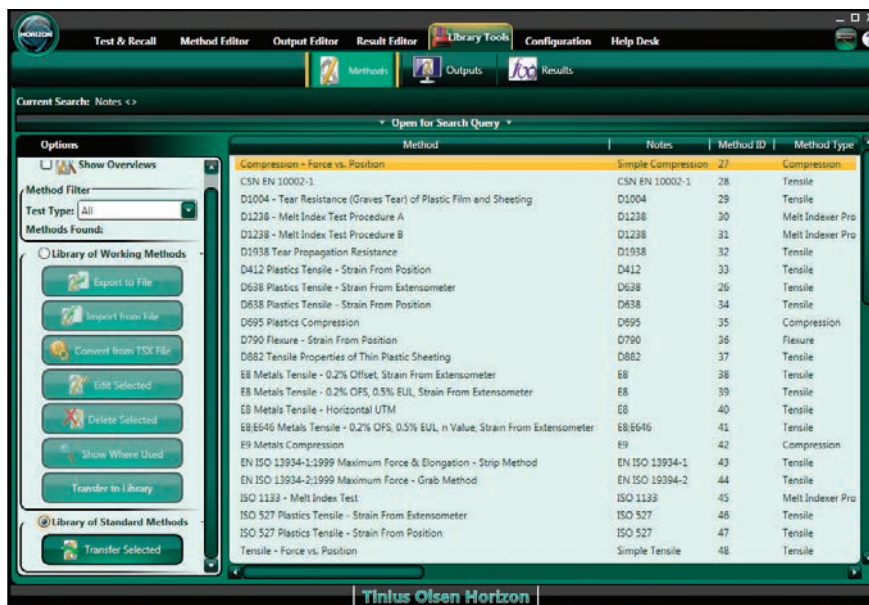 HORIZON
Test & Recall Method Editor Output Editor Result Editor Library Tools Configuration Help Desk
Methods Outputs f(x) Results
Current Search: Notes <>
Open for Search Query
Options
Show Overviews
Method Filter
Test Type: All
Methods Found:
Library of Working Methods
Export to File
Import from File
Convert from TSX File
Edit Selected
Delete Selected
Show Where Used
Transfer to Library
Library of Standard Methods
Transfer Selected
Method Notes Method ID Method Type
Compression - Force vs. Position Simple Compression 27 Compression
CSN EN 10002-1 CSN EN 10002-1 28 Tensile
D1004 - Tear Resistance (Graves Tear) of Plastic Film and Sheeting D1004 29 Tensile
D1238 - Melt Index Test Procedure A D1238 30 Melt Indexer Pro
D1238 - Melt Index Test Procedure B D1238 31 Melt Indexer Pro
D1938 Tear Propagation Resistance D1938 32 Tensile
D412 Plastics Tensile - Strain From Position D412 33 Tensile
D638 Plastics Tensile - Strain From Extensometer D638 26 Tensile
D638 Plastics Tensile - Strain From Position D638 34 Tensile
D695 Plastics Compression D695 35 Compression
D790 Flexure - Strain From Position D790 36 Flexure
D882 Tensile Properties of Thin Plastic Sheeting D882 37 Tensile
E8 Metals Tensile - 0.2% Offset, Strain From Extensometer E8 38 Tensile
E8 Metals Tensile - 0.2% OFS, 0.5% EUL, Strain From Extensometer E8 39 Tensile
E8 Metals Tensile - Horizontal UTM E8 40 Tensile
E8;E646 Metals Tensile - 0.2% OFS, 0.5% EUL, n Value, Strain From Extensometer E8;E646 41 Tensile
E9 Metals Compression E9 42 Compression
EN ISO 13934-1;1999 Maximum Force & Elongation - Strip Method EN ISO 13934-1 43 Tensile
EN ISO 13934-2;1999 Maximum Force - Grab Method ISO 19394-2 44 Tensile
ISO 1133 - Melt Index Test ISO 1133 45 Melt Indexer Pro
ISO 527 Plastics Tensile - Strain From Extensometer ISO 527 46 Tensile
ISO 527 Plastics Tensile - Strain From Position ISO 527 47 Tensile
Tensile - Force vs. Position Simple Tensile 48 Tensile
Tinius Olsen Horizon